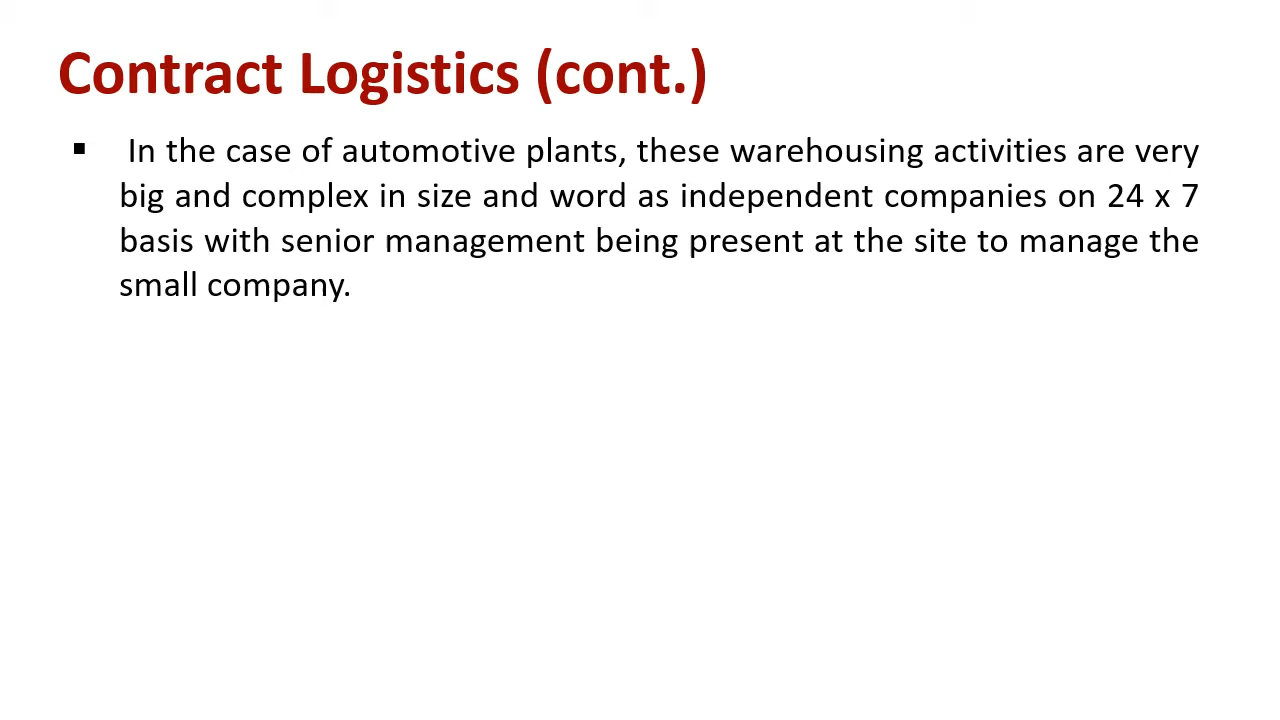 Contract Logistics (cont.)
▪ In the case of automotive plants, these warehousing activities are very
big and complex in size and word as independent companies on 24 x 7
basis with senior management being present at the site to manage the
small company.